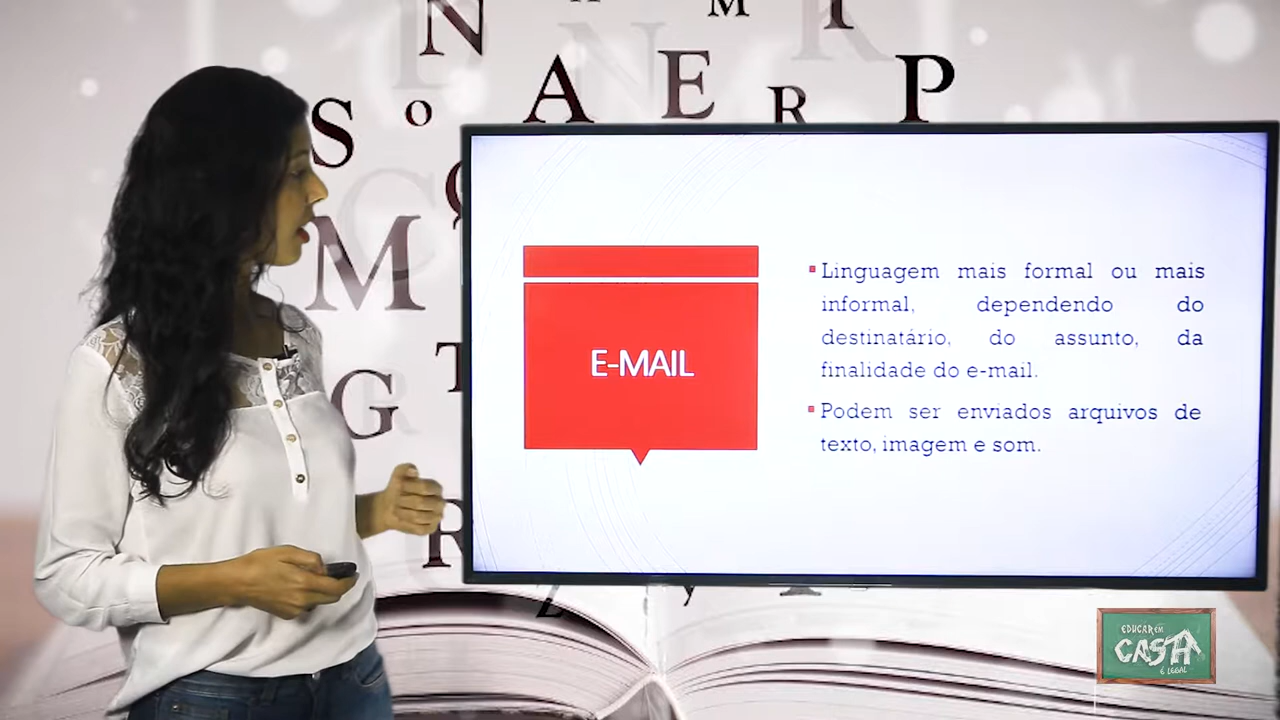 N
M
T
A
E
P
S
O
R
M
G
T
R
E-MAIL
Linguagem mais formal ou mais
informal, dependendo do
destinatário, do assunto, da
finalidade do e-mail.
Podem ser enviados arquivos de
texto, imagem e som.
EDUCAR EM
CASA
É LEGAL